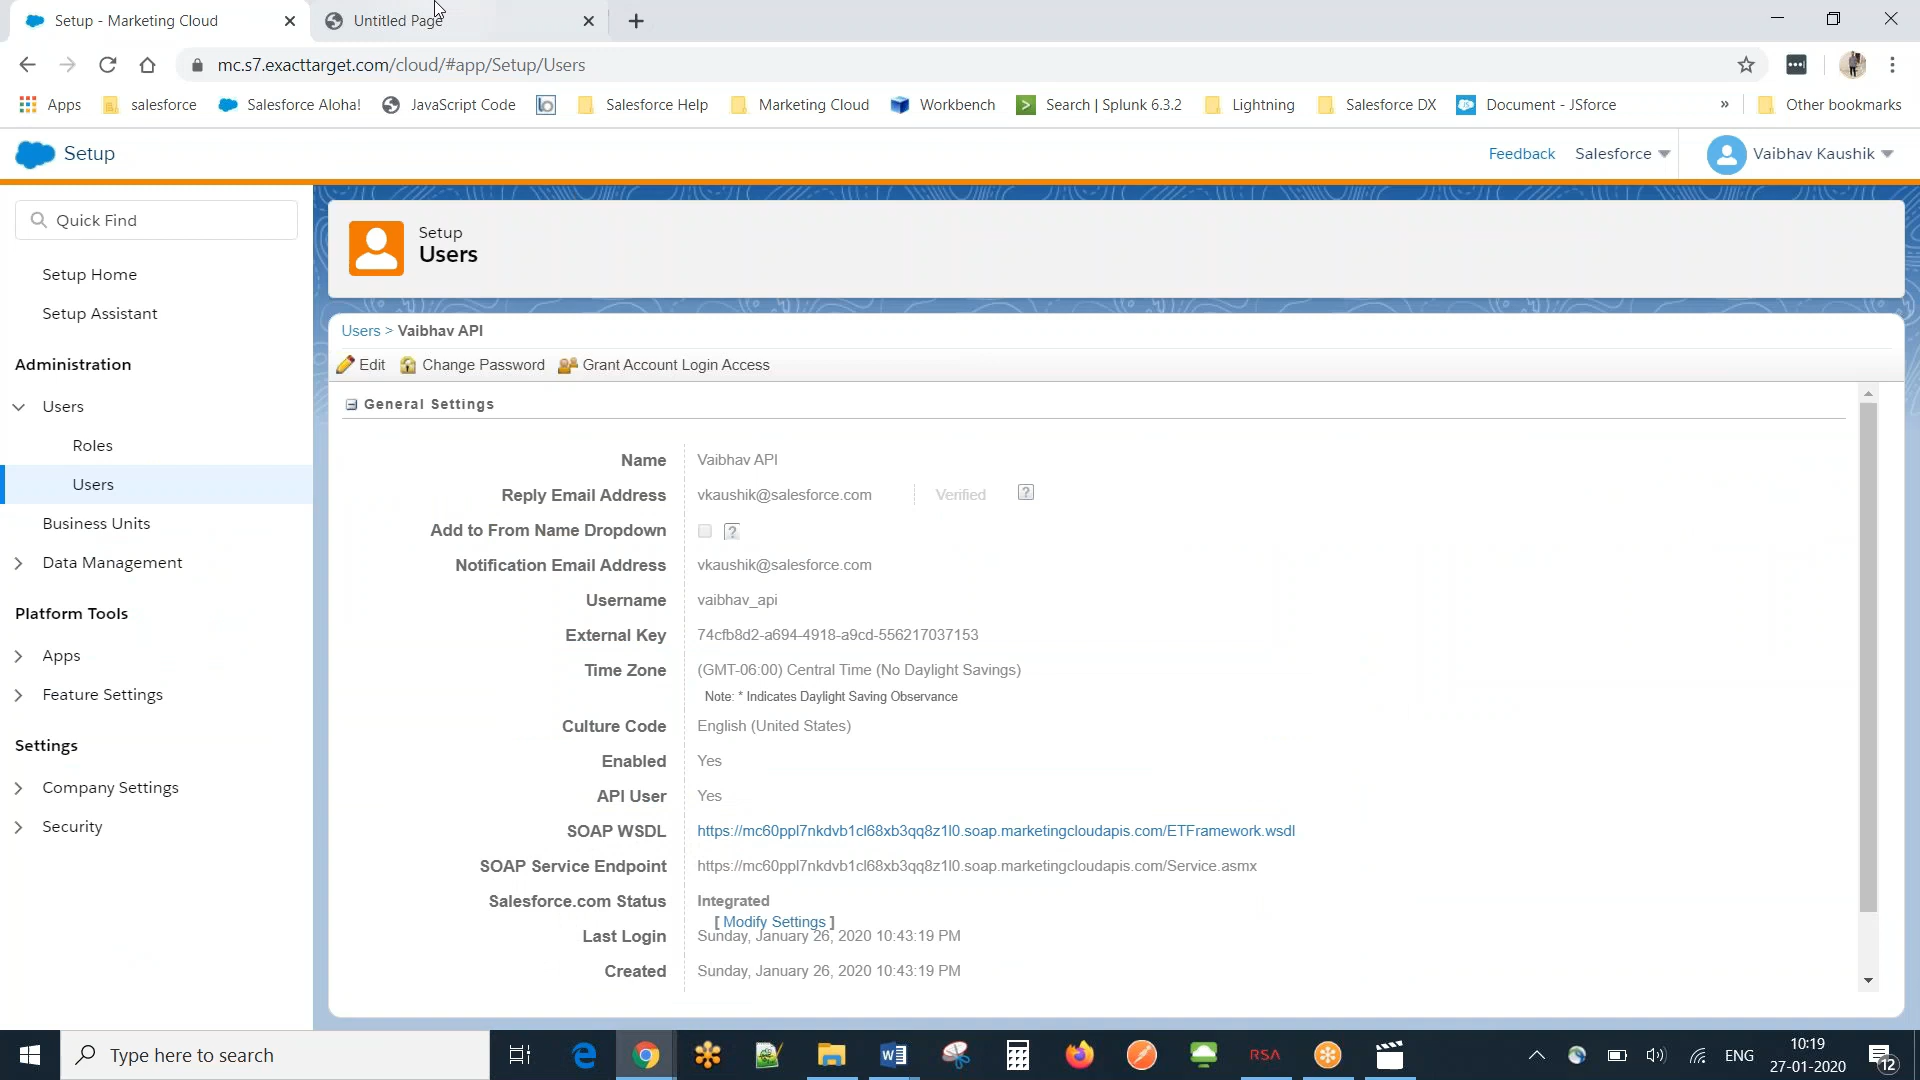 Setup - Marketing Cloud
Untitled Page
mc.s7.exacttarget.com/cloud/#app/Setup/Users
Apps salesforce Salesforce Aloha! JavaScript Code Salesforce Help Marketing Cloud Workbench Search | Splunk 6.3.2 Lightning Salesforce DX Document - JSforce » Other bookmarks
Setup
Feedback Salesforce Vaibhav Kaushik
Quick Find
Setup Home
Setup Assistant
Administration
Users
Roles
Users
Business Units
Data Management
Platform Tools
Apps
Feature Settings
Settings
Company Settings
Security
Setup
Users
Users > Vaibhav API
Edit Change Password Grant Account Login Access
General Settings
Name Vaibhav API
Reply Email Address vkaushik@salesforce.com Verified ?
Add to From Name Dropdown ?
Notification Email Address vkaushik@salesforce.com
Username vaibhav_api
External Key 74cfb8d2-a694-4918-a9cd-556217037153
Time Zone (GMT-06:00) Central Time (No Daylight Savings)
Note: * Indicates Daylight Saving Observance
Culture Code English (United States)
Enabled Yes
API User Yes
SOAP WSDL https://mc60ppl7nkdvb1cl68xb3qq8z1l0.soap.marketingcloudapis.com/ETFramework.wsdl
SOAP Service Endpoint https://mc60ppl7nkdvb1cl68xb3qq8z1l0.soap.marketingcloudapis.com/Service.asmx
Salesforce.com Status Integrated
[ Modify Settings ]
Last Login Sunday, January 26, 2020 10:43:19 PM
Created Sunday, January 26, 2020 10:43:19 PM
Type here to search
RSA
ENG
10:19
27-01-2020
12